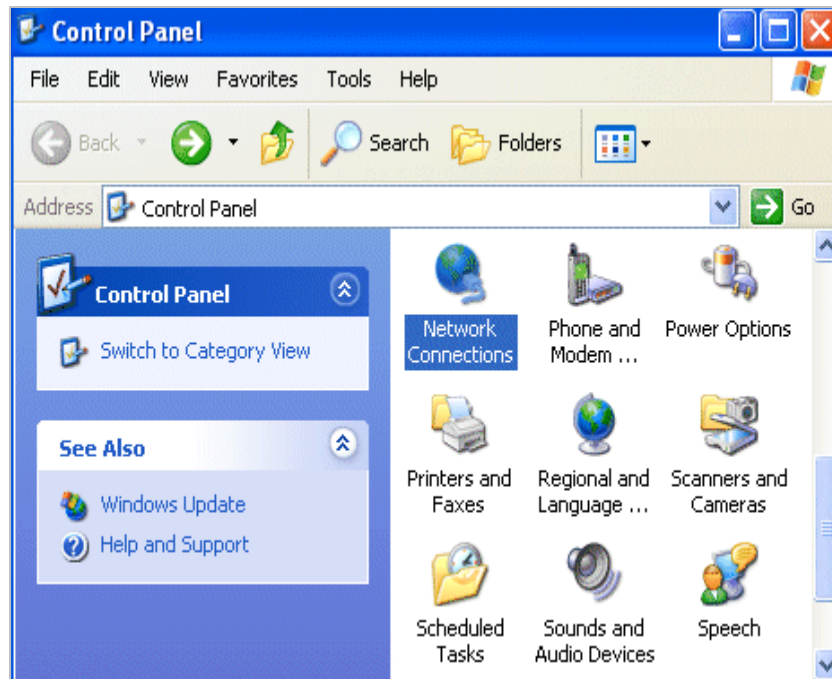 Control Panel
File Edit View Favorites Tools Help
Back Search Folders
Address Control Panel Go
Control Panel
Switch to Category View
See Also
Windows Update
Help and Support
Network
Connections
Phone and
Modem ...
Power Options
Printers and
Faxes
Regional and
Language ...
Scanners and
Cameras
Scheduled
Tasks
Sounds and
Audio Devices
Speech